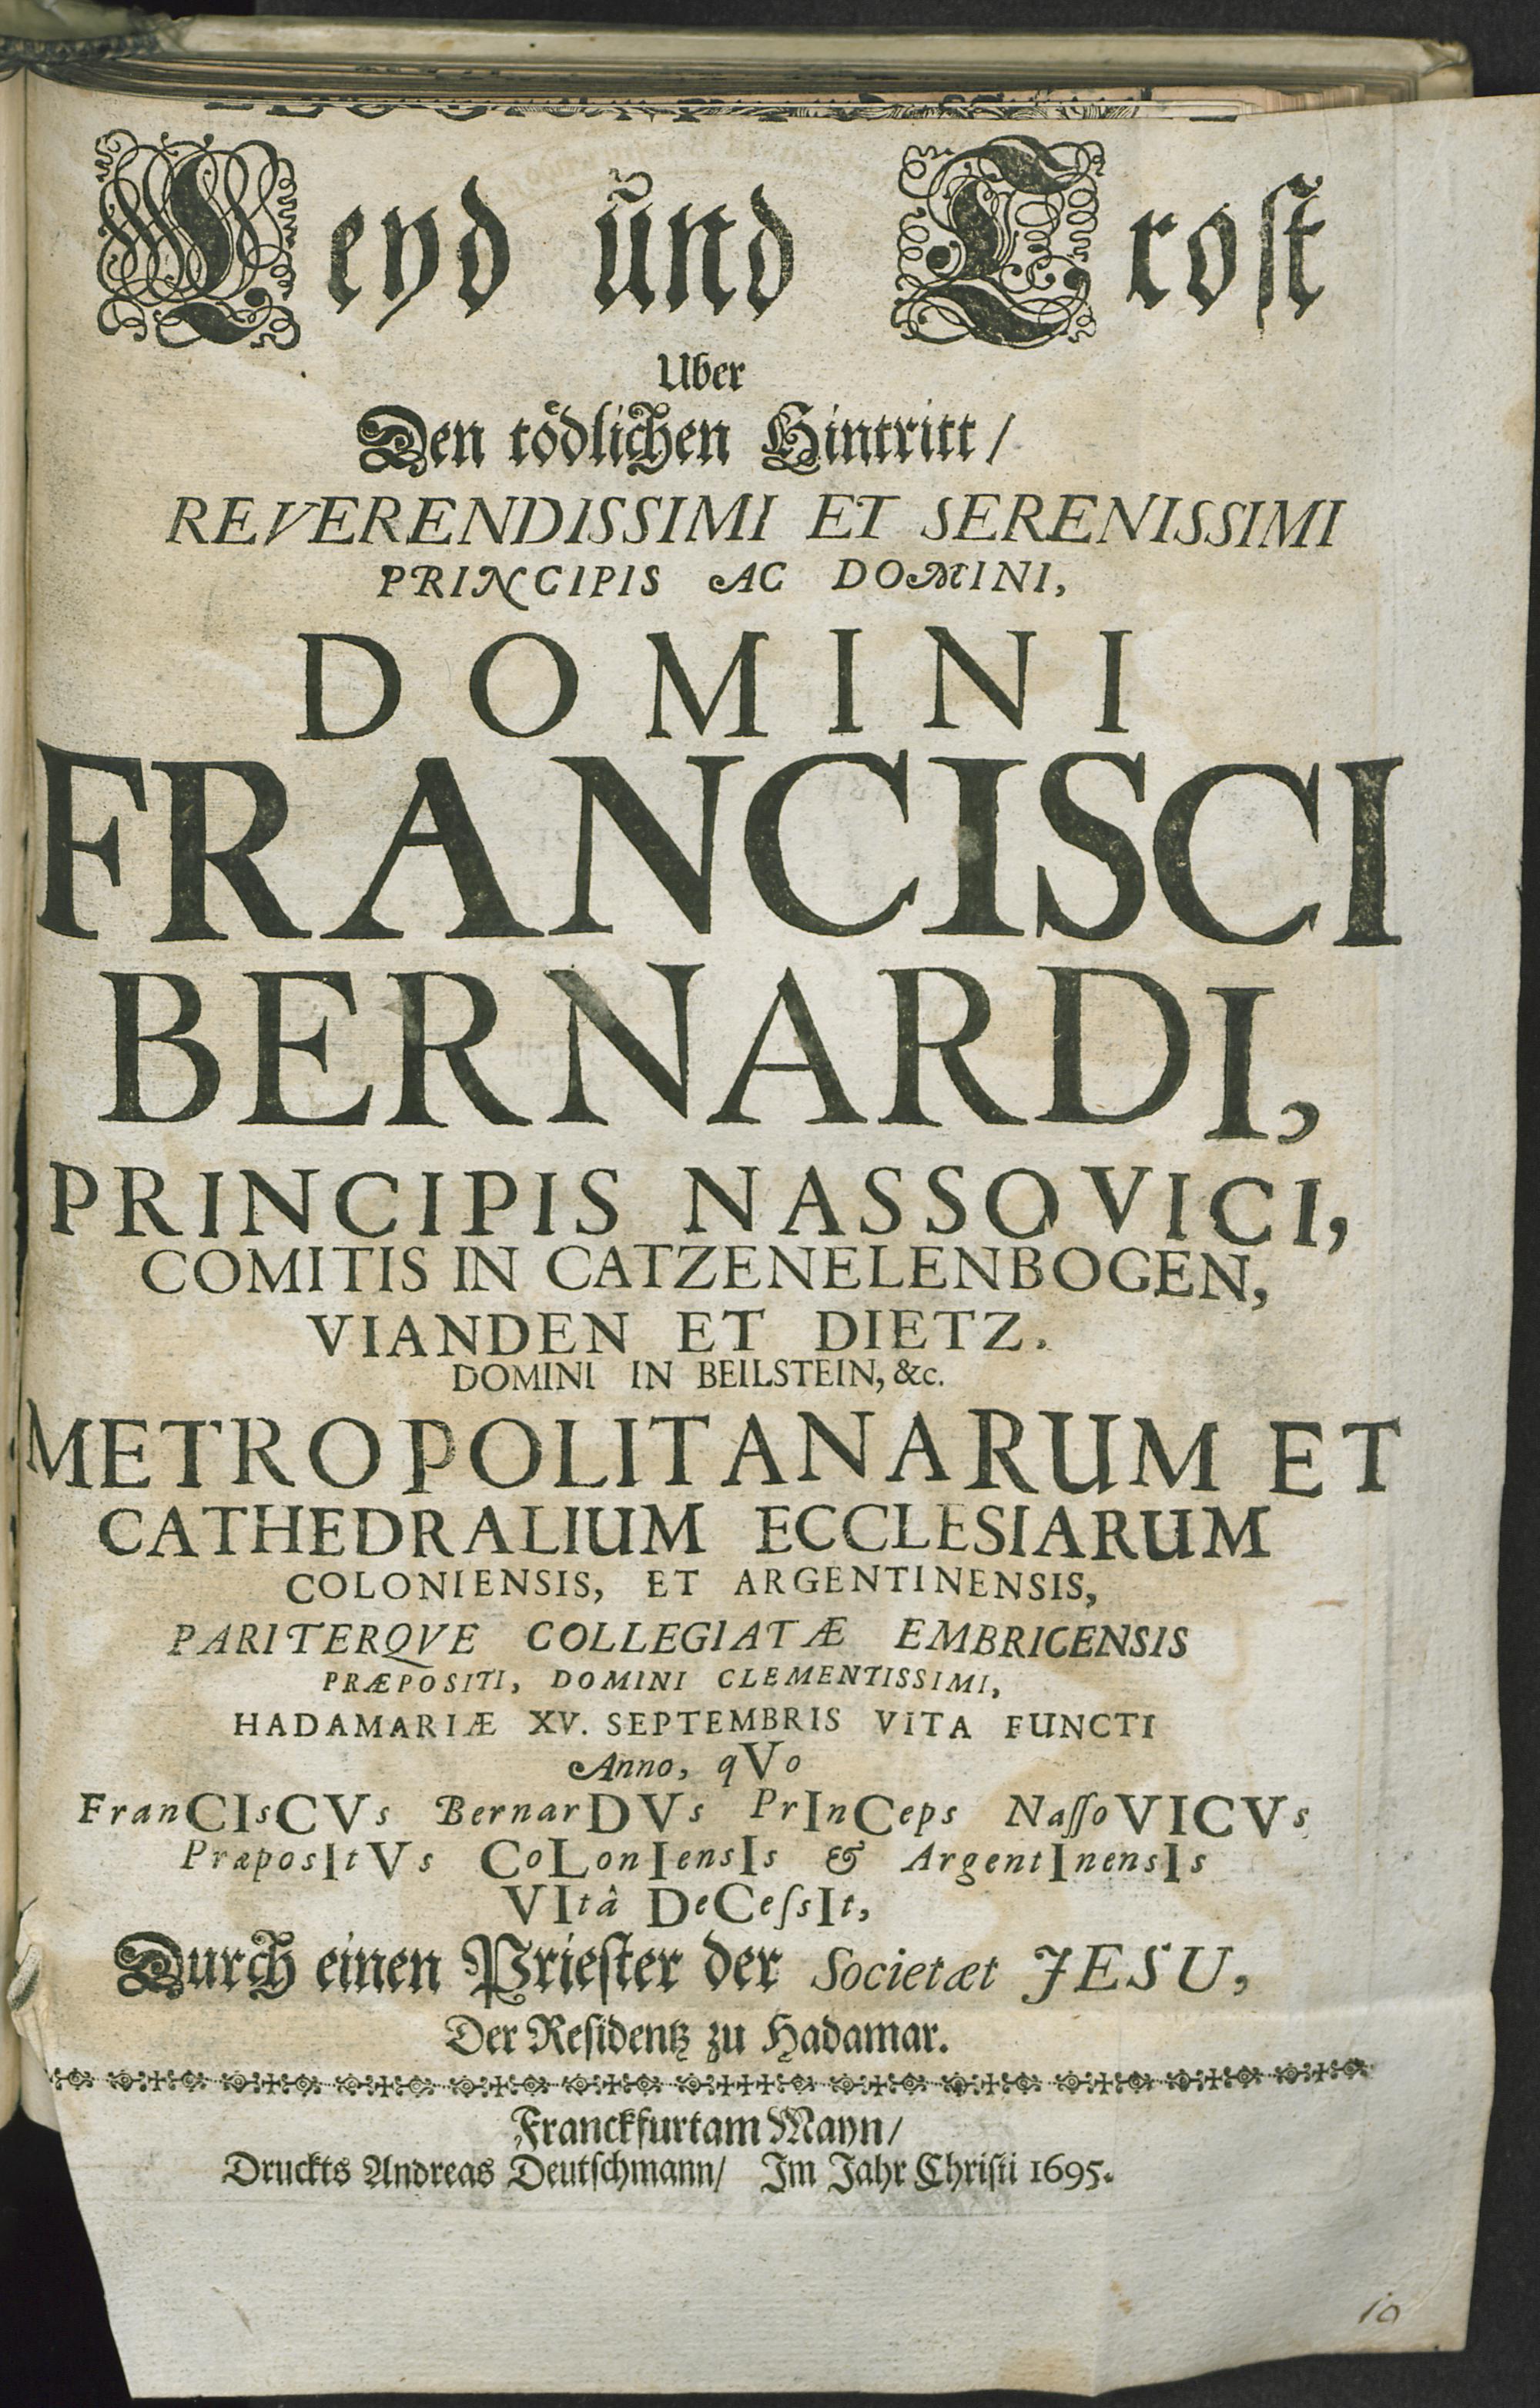 Leyd und Trost
Uber
Den tödlichen Hintritt/
REVERENDISSIMI ET SERENISSIMI
PRINCIPIS AC DOMINI,
DOMINI
FRANCISCI
BERNARDI,
PRINCIPIS NASSOVICI,
COMITIS IN CATZENELENBOGEN,
VIANDEN ET DIETZ.
DOMINI IN BEILSTEIN, &c.
METROPOLITANARUM ET
CATHEDRALIUM ECCLESIARUM
COLONIENSIS, ET ARGENTINENSIS,
PARITERQVE COLLEGIATÆ EMBRICENSIS
PRÆPOSITI, DOMINI CLEMENTISSIMI,
HADAMARIÆ XV. SEPTEMBRIS VITA FUNCTI
Anno, qVo
FranCIsCVs BernarDVs PrInCeps NaſſoVICVs
PræposItVs CoLonIensIs & ArgentInensIs
VItâ DeCeſsIt,
Durch einen Prieſter der Societæt JESU,
Der Reſidentz zu Hadamar.
Franckfurt am Mayn/
Druckts Andreas Deutſchmann/ Im Jahr Chriſti 1695.
10